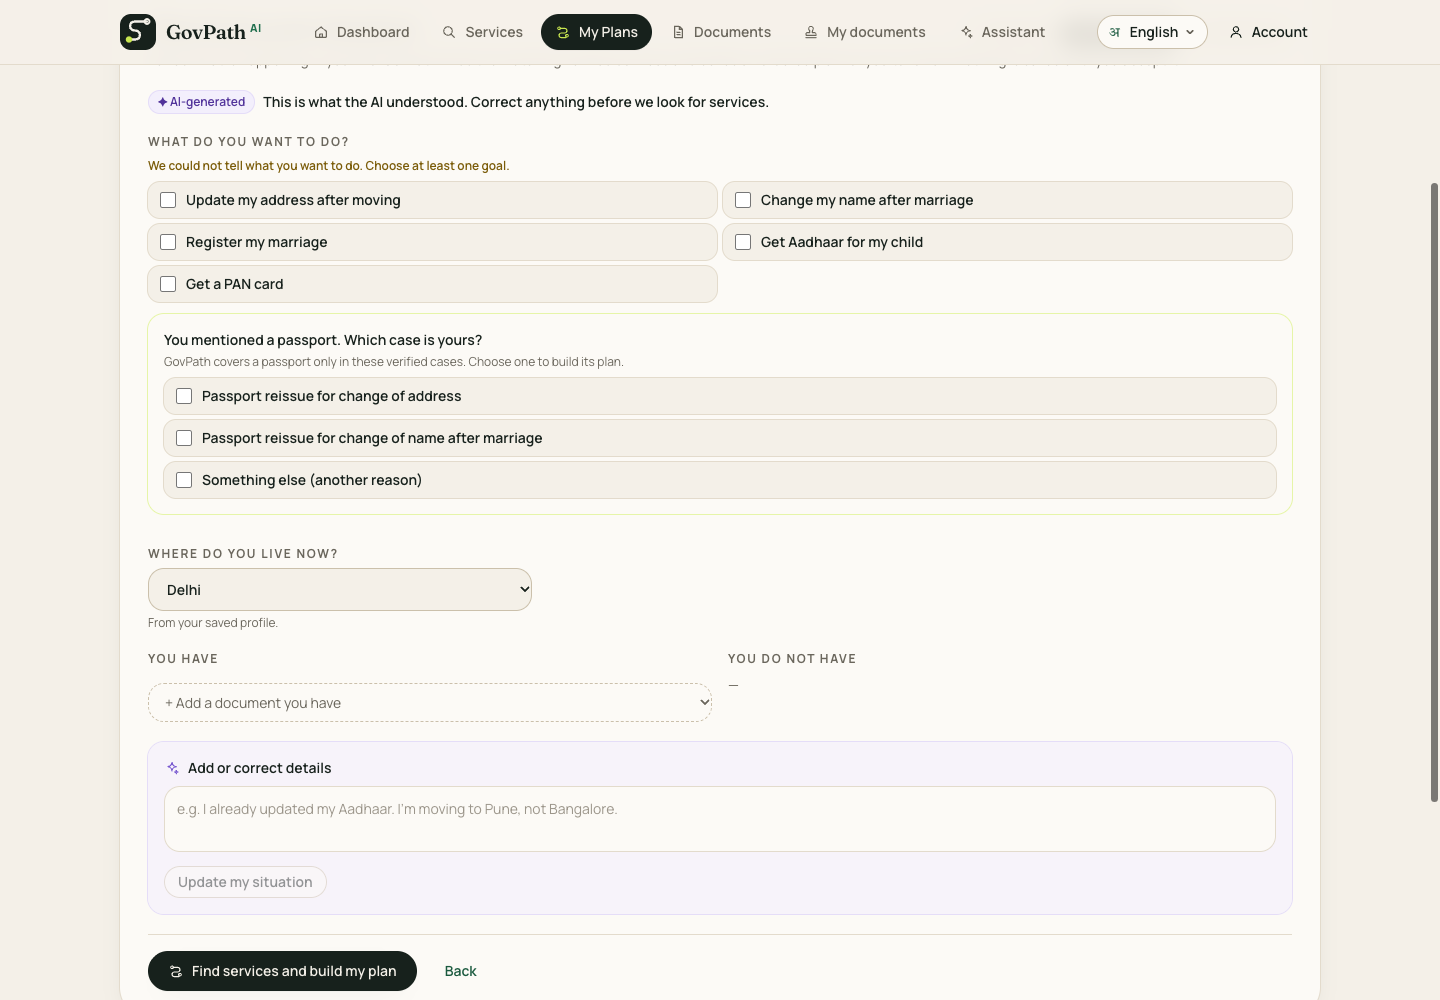 GovPath AI
Dashboard
Services
My Plans
Documents
My documents
Assistant
अ English
Account
AI-generated This is what the AI understood. Correct anything before we look for services.
WHAT DO YOU WANT TO DO?
We could not tell what you want to do. Choose at least one goal.
Update my address after moving
Change my name after marriage
Register my marriage
Get Aadhaar for my child
Get a PAN card
You mentioned a passport. Which case is yours?
GovPath covers a passport only in these verified cases. Choose one to build its plan.
Passport reissue for change of address
Passport reissue for change of name after marriage
Something else (another reason)
WHERE DO YOU LIVE NOW?
Delhi
From your saved profile.
YOU HAVE
+ Add a document you have
YOU DO NOT HAVE
—
Add or correct details
e.g. I already updated my Aadhaar. I'm moving to Pune, not Bangalore.
Update my situation
Find services and build my plan
Back